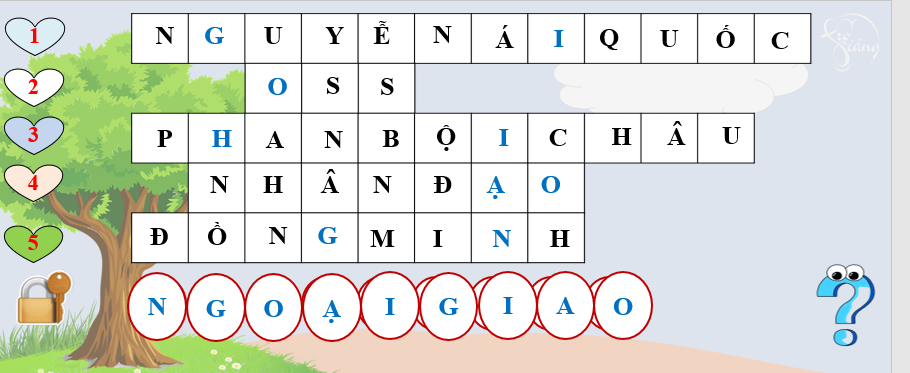 1 N G U Y Ễ N Á I Q U Ố C
2 O S S
3 P H A N B Ộ I C H Â U
4 N H Â N Đ Ạ O
5 Đ Ồ N G M I N H
N G O Ạ I G I A O